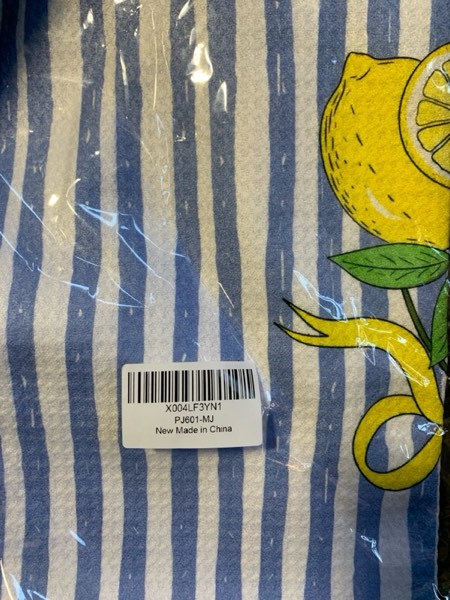 X004LF3YN1
PJ601-MJ
New Made in China